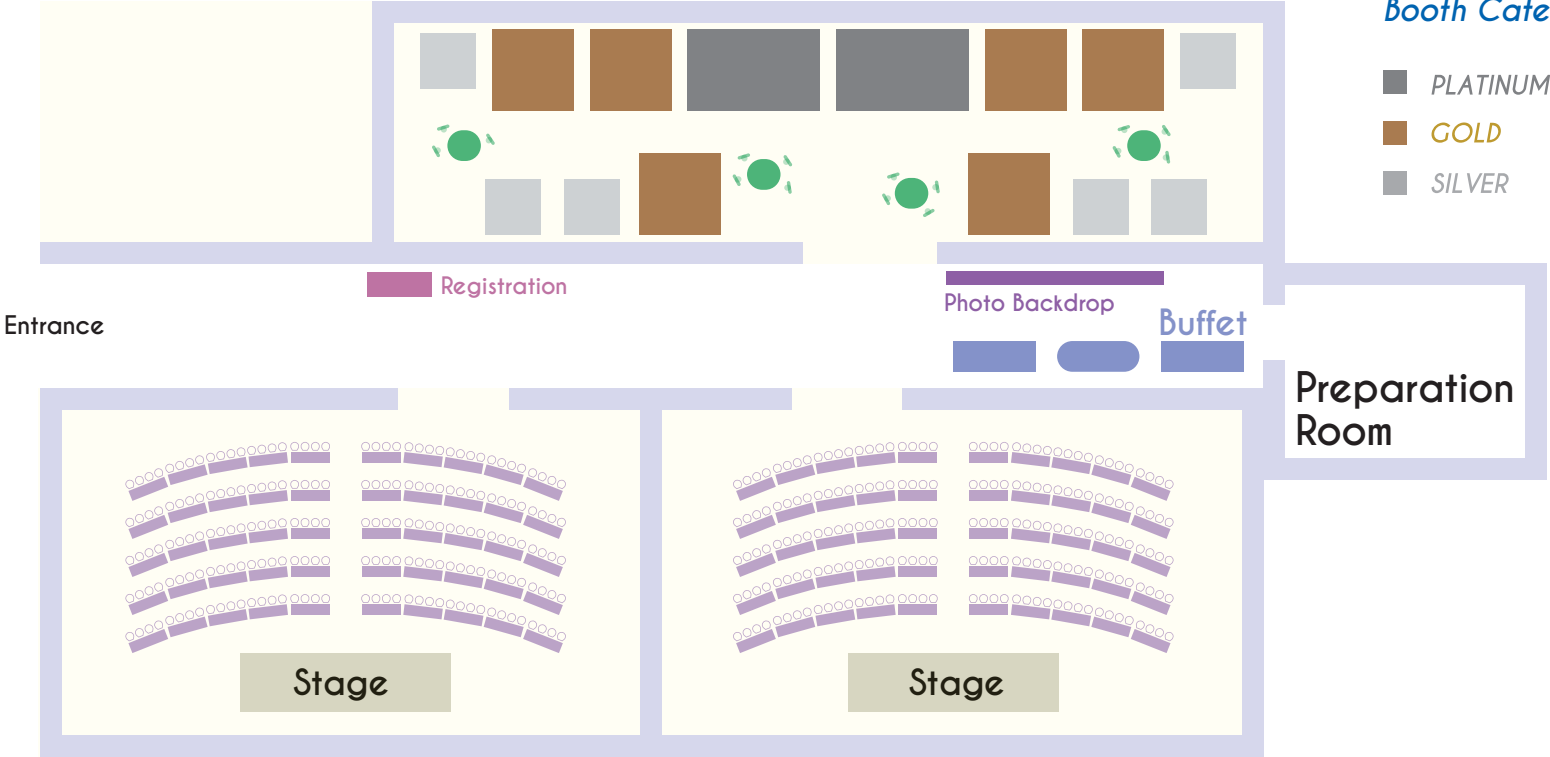 Booth Cate
PLATINUM
GOLD
SILVER
Registration
Entrance
Photo Backdrop
Buffet
Preparation
Room
Stage
Stage